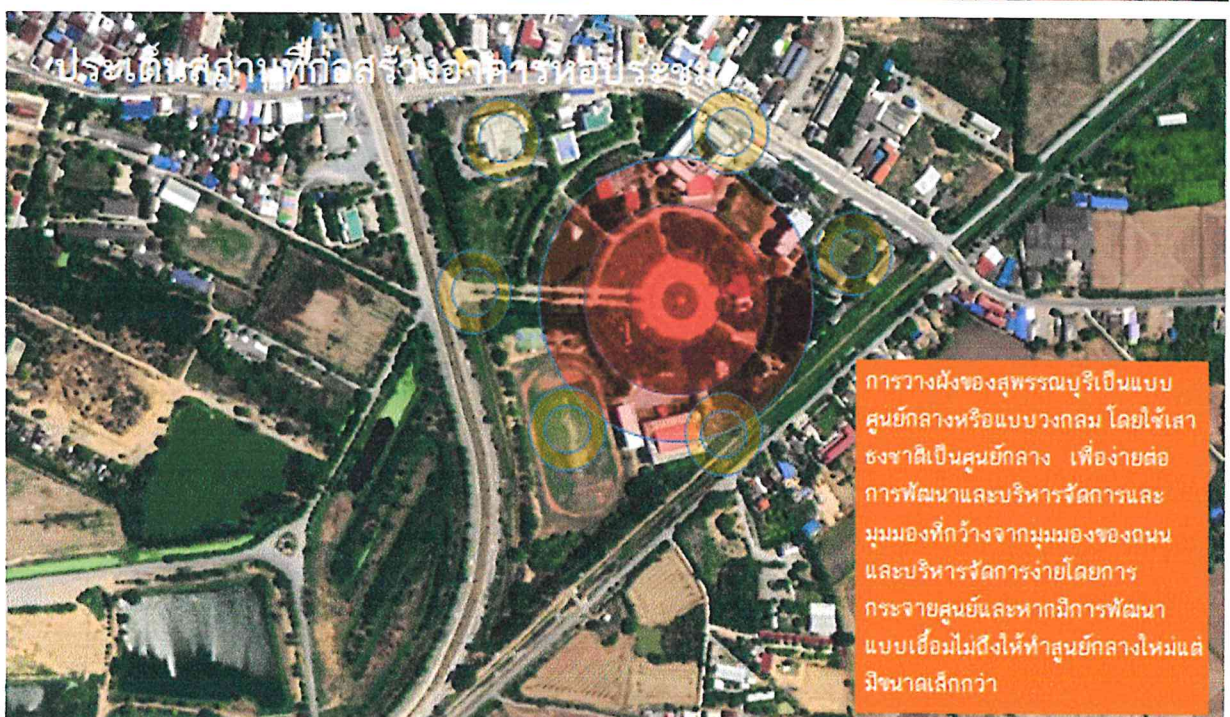 ประเด็นสถานที่ก่อสร้างอาคารหอประชุม
การวางผังของสุพรรณบุรีเป็นแบบ
ศูนย์กลางหรือแบบวงกลม โดยใช้เสา
ธงชาติเป็นศูนย์กลาง เพื่อง่ายต่อ
การพัฒนาและบริหารจัดการและ
มุมมองที่กว้างจากมุมมองของถนน
และบริหารจัดการง่ายโดยการ
กระจายศูนย์และหากมีการพัฒนา
แบบเอื้อมไม่ถึงให้ทำสูนย์กลางใหม่แต่
มีขนาดเล็กกว่า